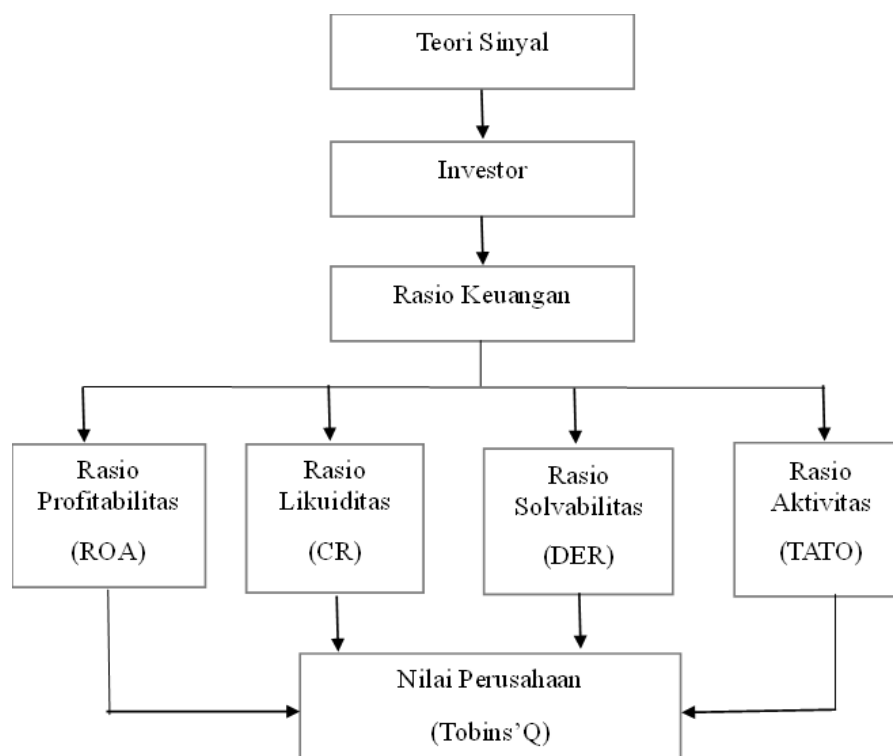 Teori Sinyal
Investor
Rasio Keuangan
Rasio
Profitabilitas
(ROA)
Rasio
Likuiditas
(CR)
Rasio
Solvabilitas
(DER)
Rasio
Aktivitas
(TATO)
Nilai Perusahaan
(Tobins’Q)